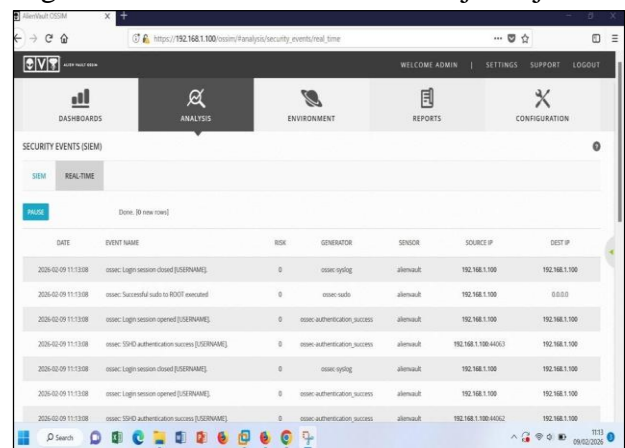 AlienVault OSSIM
https://192.168.1.100/ossim/#analysis/security_events/real_time
ALIEN VAULT OSSIM
WELCOME ADMIN | SETTINGS SUPPORT LOGOUT
DASHBOARDS ANALYSIS ENVIRONMENT REPORTS CONFIGURATION
SECURITY EVENTS (SIEM)
SIEM REAL-TIME
PAUSE Done. [0 new rows]
DATE EVENT NAME RISK GENERATOR SENSOR SOURCE IP DEST IP
2026-02-09 11:13:08 ossec: Login session closed [USERNAME]. 0 ossec-syslog alienvault 192.168.1.100 192.168.1.100
2026-02-09 11:13:08 ossec: Successful sudo to ROOT executed 0 ossec-sudo alienvault 192.168.1.100 0.0.0.0
2026-02-09 11:13:08 ossec: Login session opened [USERNAME]. 0 ossec-authentication_success alienvault 192.168.1.100 192.168.1.100
2026-02-09 11:13:08 ossec: SSHD authentication success [USERNAME]. 0 ossec-authentication_success alienvault 192.168.1.100:44063 192.168.1.100
2026-02-09 11:13:08 ossec: Login session closed [USERNAME]. 0 ossec-syslog alienvault 192.168.1.100 192.168.1.100
2026-02-09 11:13:08 ossec: Login session opened [USERNAME]. 0 ossec-authentication_success alienvault 192.168.1.100 192.168.1.100
2026-02-09 11:13:08 ossec: SSHD authentication success [USERNAME]. 0 ossec-authentication_success alienvault 192.168.1.100:44062 192.168.1.100
Search
11:13
09/02/2026